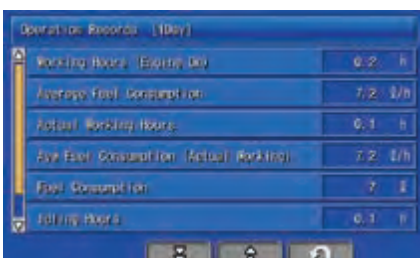 Operation Records [1Day]
Working Hours (Engine On) 0.2 h
Average Fuel Consumption 7.2 ℓ/h
Actual Working Hours 0.1 h
Ave Fuel Consumption (Actual Working) 7.2 ℓ/h
Fuel Consumption ? ℓ
Idling Hours 0.1 h